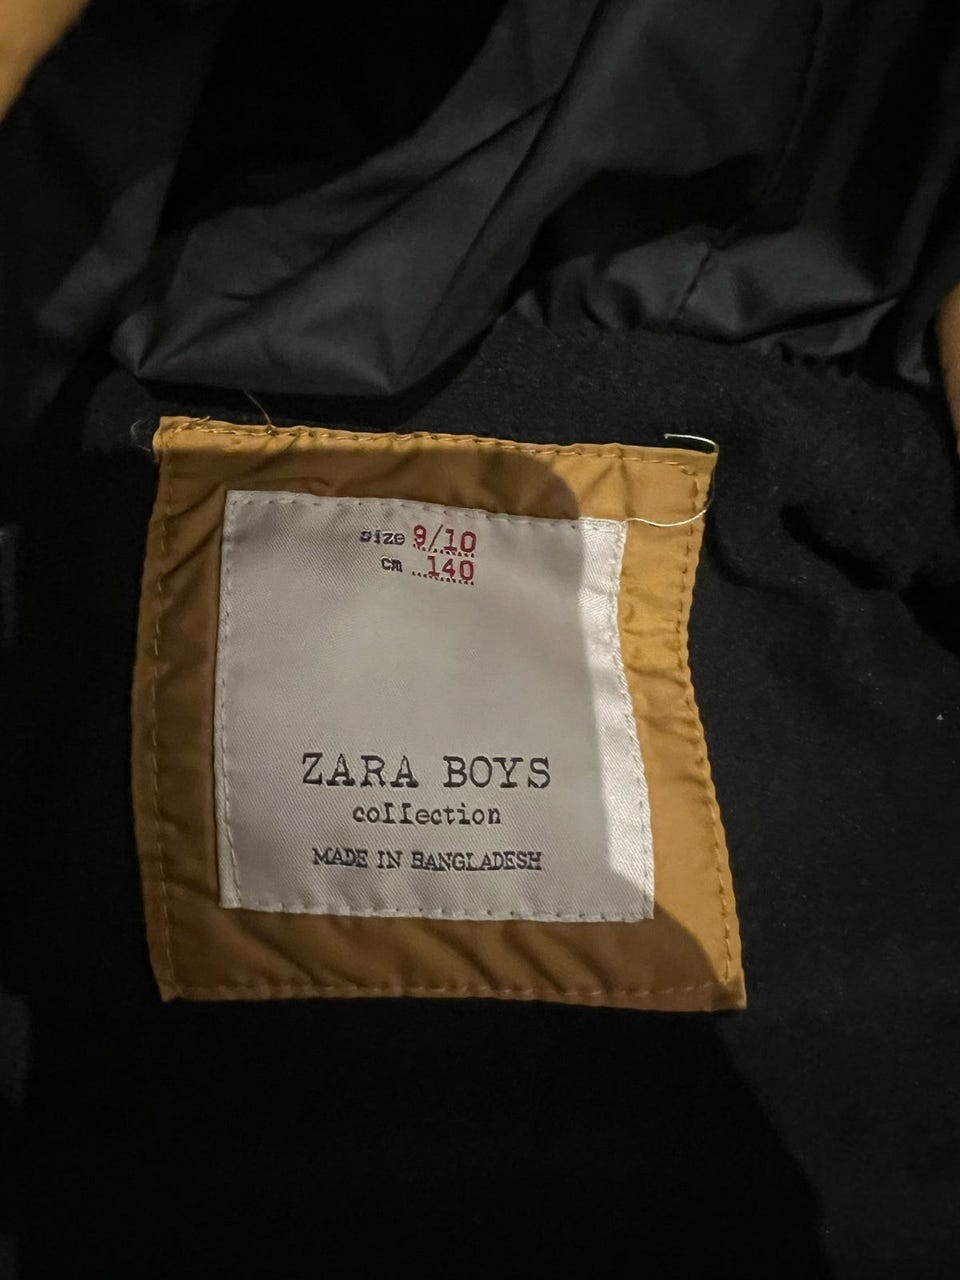 size 9/10
cm 140
ZARA BOYS
collection
MADE IN BANGLADESH